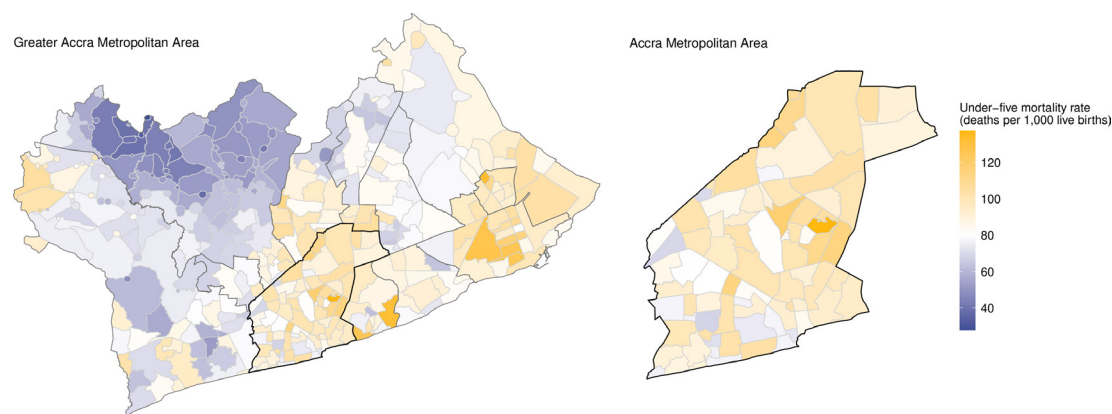 Greater Accra Metropolitan Area
Accra Metropolitan Area
Under−five mortality rate
(deaths per 1,000 live births)
120
100
80
60
40